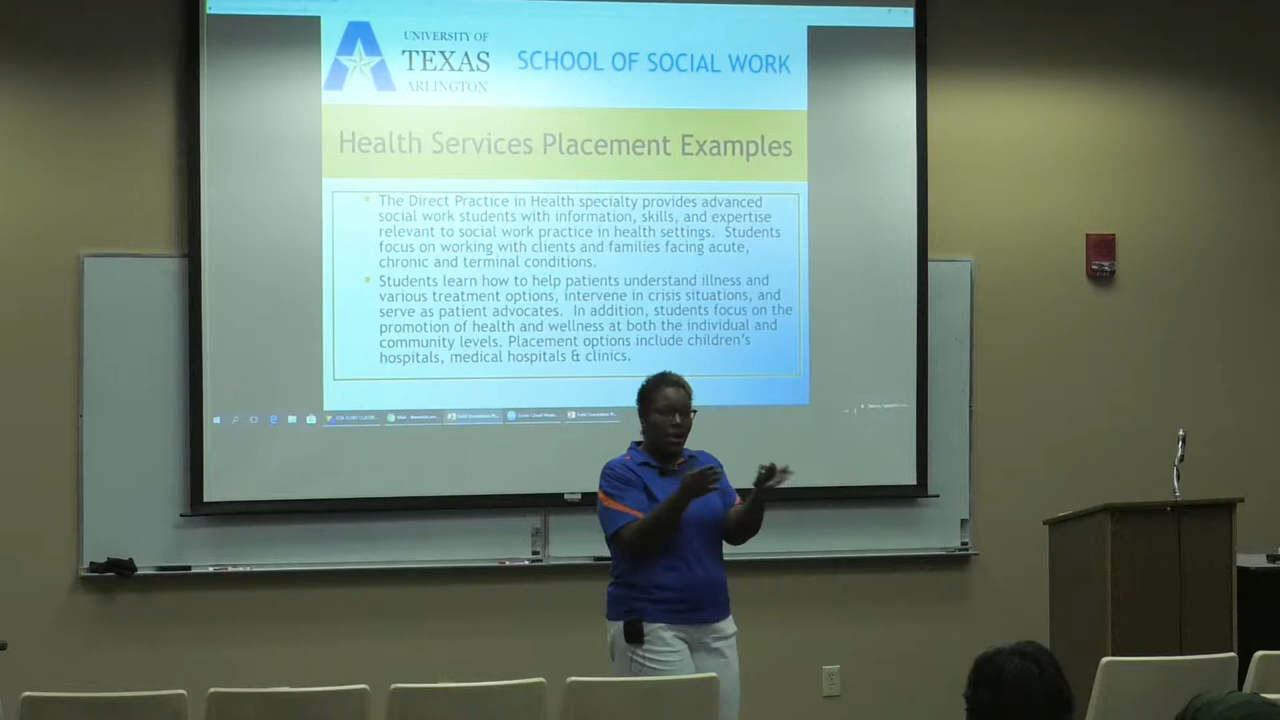 UNIVERSITY OF
TEXAS
ARLINGTON
SCHOOL OF SOCIAL WORK
Health Services Placement Examples
The Direct Practice in Health specialty provides advanced
social work students with information, skills, and expertise
relevant to social work practice in health settings. Students
focus on working with clients and families facing acute,
chronic and terminal conditions.
Students learn how to help patients understand illness and
various treatment options, intervene in crisis situations, and
serve as patient advocates. In addition, students focus on the
promotion of health and wellness at both the individual and
community levels. Placement options include children's
hospitals, medical hospitals & clinics.